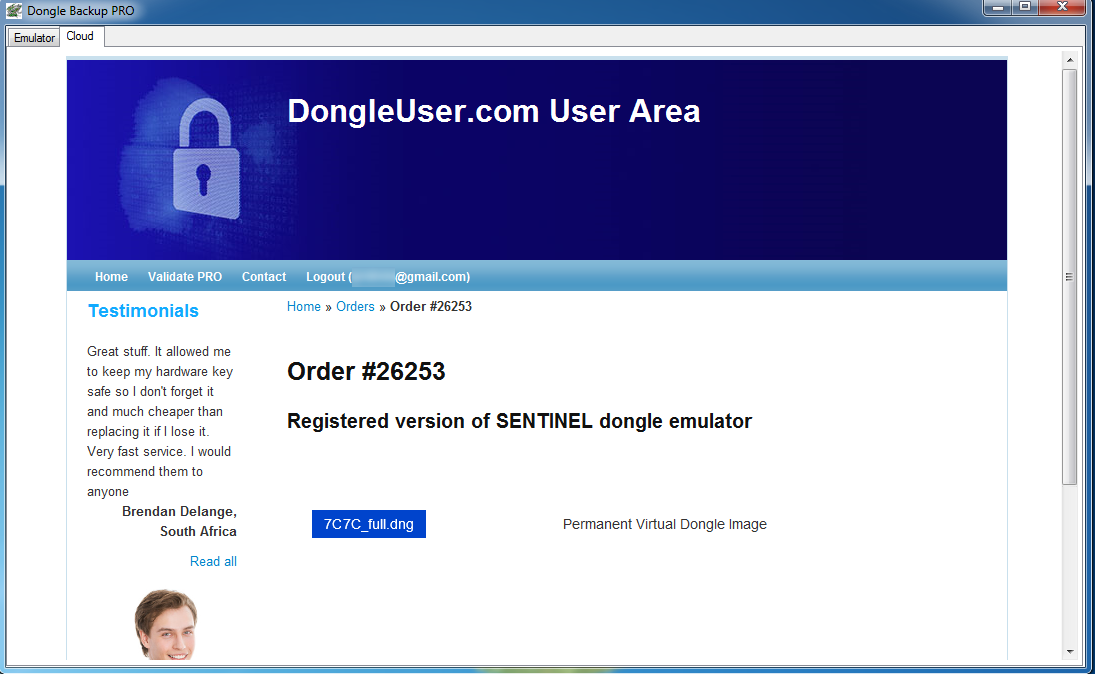 Dongle Backup PRO
Emulator Cloud
DongleUser.com User Area
Home Validate PRO Contact Logout ( @gmail.com)
Testimonials
Great stuff. It allowed me
to keep my hardware key
safe so I don't forget it
and much cheaper than
replacing it if I lose it.
Very fast service. I would
recommend them to
anyone
Brendan Delange,
South Africa
Read all
Home » Orders » Order #26253
Order #26253
Registered version of SENTINEL dongle emulator
7C7C_full.dng Permanent Virtual Dongle Image